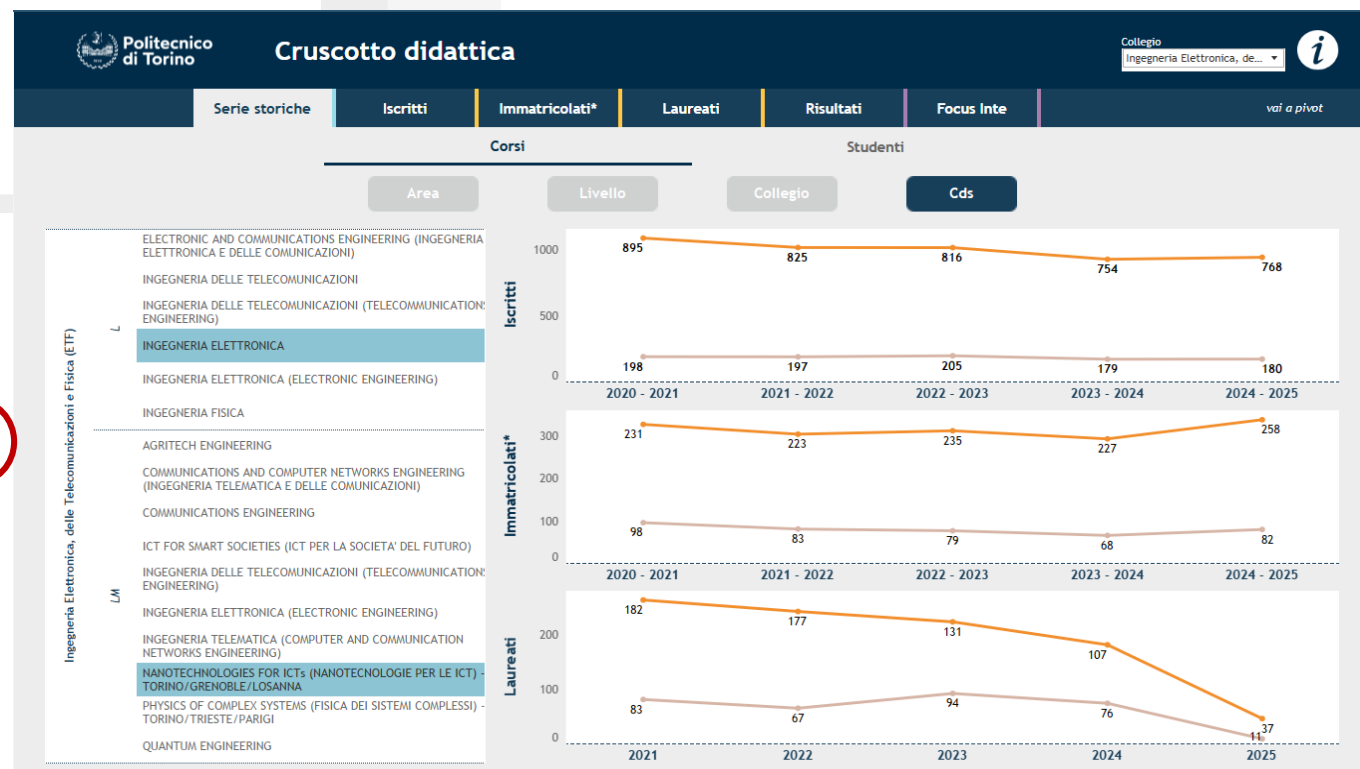 Politecnico
di Torino
Cruscotto didattica
Collegio
Ingegneria Elettronica, de...
i
Serie storiche
Iscritti
Immatricolati*
Laureati
Risultati
Focus Inte
vai a pivot
Corsi
Studenti
Area
Livello
Collegio
Cds
Ingegneria Elettronica, delle Telecomunicazioni e Fisica (ETF)
L
ELECTRONIC AND COMMUNICATIONS ENGINEERING (INGEGNERIA
ELETTRONICA E DELLE COMUNICAZIONI)
INGEGNERIA DELLE TELECOMUNICAZIONI
INGEGNERIA DELLE TELECOMUNICAZIONI (TELECOMMUNICATIONS
ENGINEERING)
INGEGNERIA ELETTRONICA
INGEGNERIA ELETTRONICA (ELECTRONIC ENGINEERING)
INGEGNERIA FISICA
LM
AGRITECH ENGINEERING
COMMUNICATIONS AND COMPUTER NETWORKS ENGINEERING
(INGEGNERIA TELEMATICA E DELLE COMUNICAZIONI)
COMMUNICATIONS ENGINEERING
ICT FOR SMART SOCIETIES (ICT PER LA SOCIETA' DEL FUTURO)
INGEGNERIA DELLE TELECOMUNICAZIONI (TELECOMMUNICATIONS
ENGINEERING)
INGEGNERIA ELETTRONICA (ELECTRONIC ENGINEERING)
INGEGNERIA TELEMATICA (COMPUTER AND COMMUNICATION
NETWORKS ENGINEERING)
NANOTECHNOLOGIES FOR ICTs (NANOTECNOLOGIE PER LE ICT) -
TORINO/GRENOBLE/LOSANNA
PHYSICS OF COMPLEX SYSTEMS (FISICA DEI SISTEMI COMPLESSI) -
TORINO/TRIESTE/PARIGI
QUANTUM ENGINEERING
Iscritti
1000
500
0
895 825 816 754 768
198 197 205 179 180
2020 - 2021 2021 - 2022 2022 - 2023 2023 - 2024 2024 - 2025
Immatricolati*
300
200
100
0
231 223 235 227 258
98 83 79 68 82
2020 - 2021 2021 - 2022 2022 - 2023 2023 - 2024 2024 - 2025
Laureati
200
100
0
182 177 131 107 37
83 67 94 76 11
2021 2022 2023 2024 2025